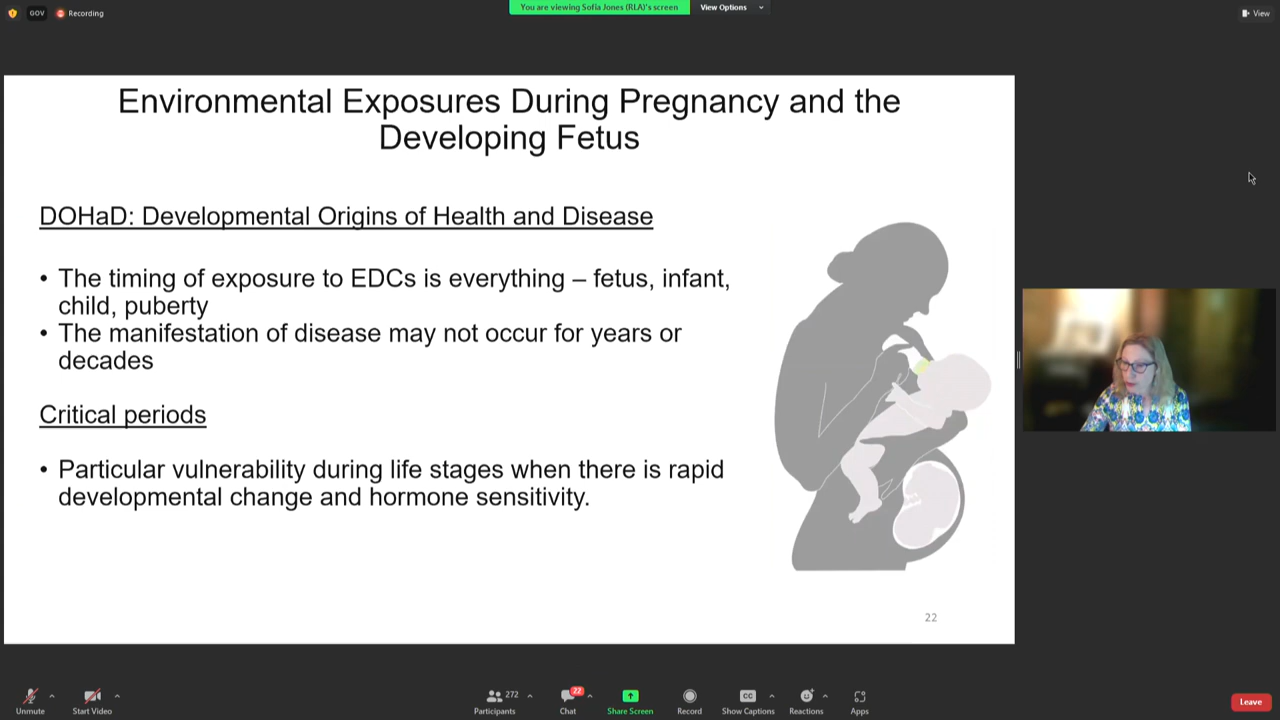 GOV
Recording
You are viewing Sofia Jones (RLA)'s screen
View Options
View
Environmental Exposures During Pregnancy and the
Developing Fetus
DOHaD: Developmental Origins of Health and Disease
• The timing of exposure to EDCs is everything – fetus, infant,
child, puberty
• The manifestation of disease may not occur for years or
decades
Critical periods
• Particular vulnerability during life stages when there is rapid
developmental change and hormone sensitivity.
22
Unmute
Start Video
272
Participants
22
Chat
Share Screen
Record
CC
Show Captions
Reactions
Apps
Leave